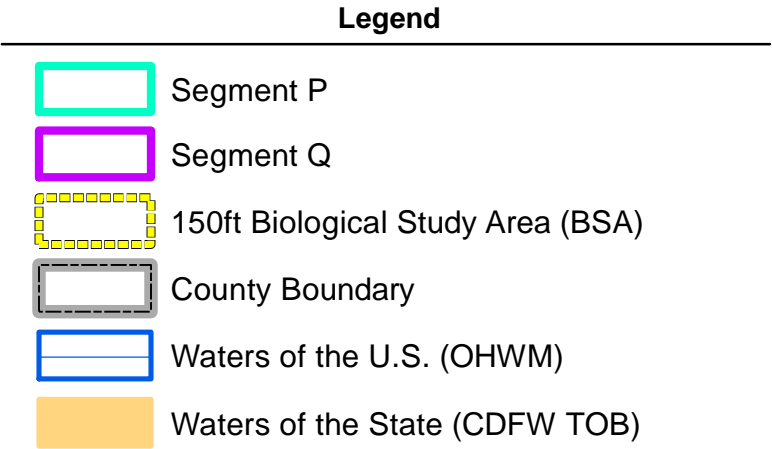 Legend
Segment P
Segment Q
150ft Biological Study Area (BSA)
County Boundary
Waters of the U.S. (OHWM)
Waters of the State (CDFW TOB)